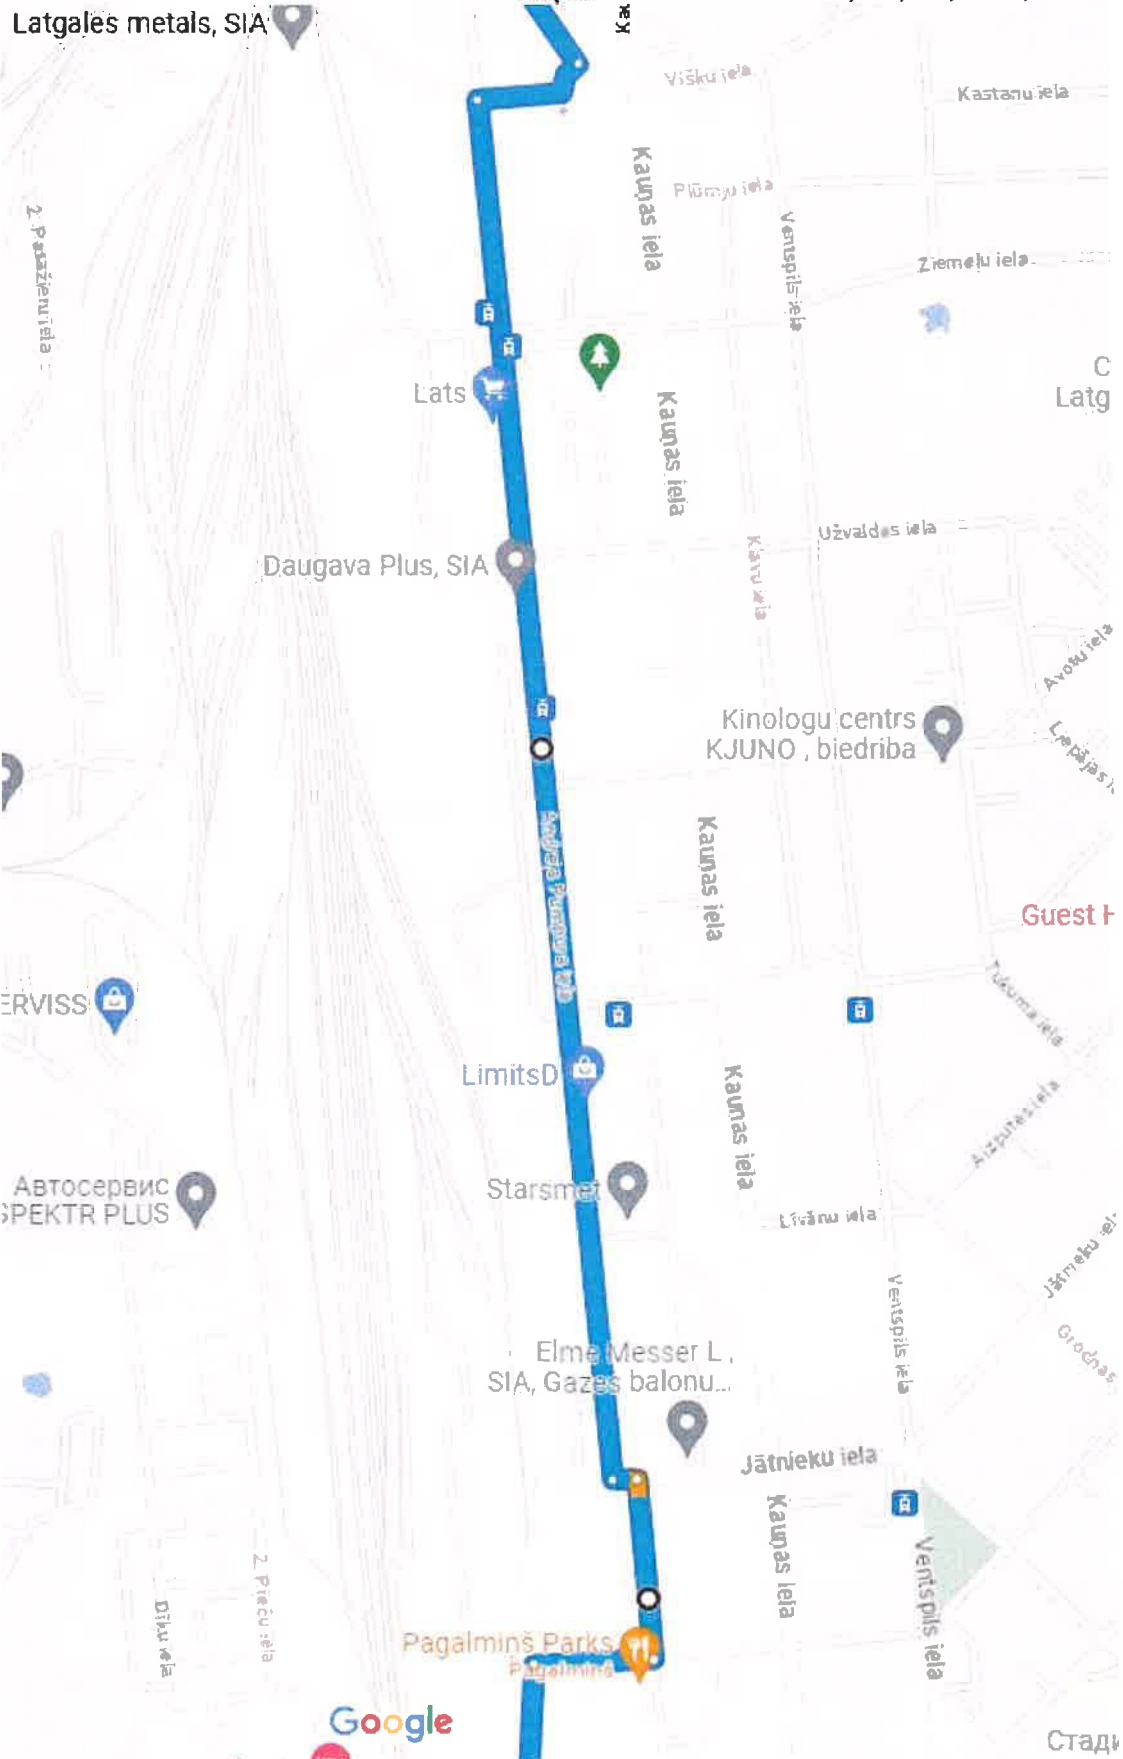 Latgales metals, SIA
Višķu iela
Kastaņu iela
Kauņas iela
Plūmju iela
2. Pasažieru iela
Ventspils iela
Ziemeļu iela
Lats
C
Latg
Kauņas iela
Užvaldes iela
Daugava Plus, SIA
Avotu iela
Kinologu centrs
KJUNO , biedrība
Liepājas i
Kauņas iela
Andreja Pumpura iela
Guest H
ERVISS
Tukuma iela
LimitsD
Kauņas iela
Aizputes iela
Автосервис
SPEKTR PLUS
Starsmet
Līvānu iela
Jātnieku iel
Ventspils iela
Grodņas
Elme Messer L ,
SIA, Gāzes balonu...
Jātnieku iela
Kauņas iela
Ventspils iela
2. Preču iela
Dīķu iela
Pagalmiņš Parks
Pagalmiņš
Google
Стади